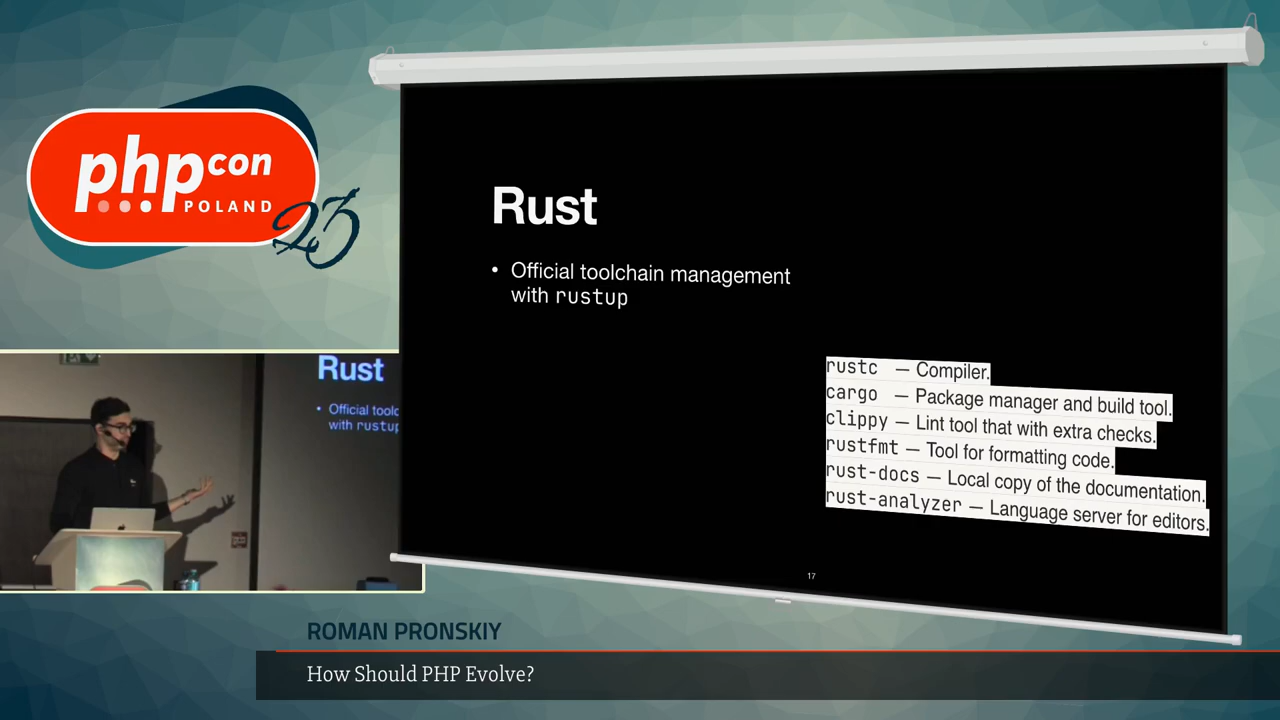 phpcon
POLAND
23
Rust
• Official toolchain management
with rustup
rustc — Compiler.
cargo — Package manager and build tool.
clippy — Lint tool that with extra checks.
rustfmt — Tool for formatting code.
rust-docs — Local copy of the documentation.
rust-analyzer — Language server for editors.
17
Rust
• Official toolc
with rustup
ROMAN PRONSKIY
How Should PHP Evolve?